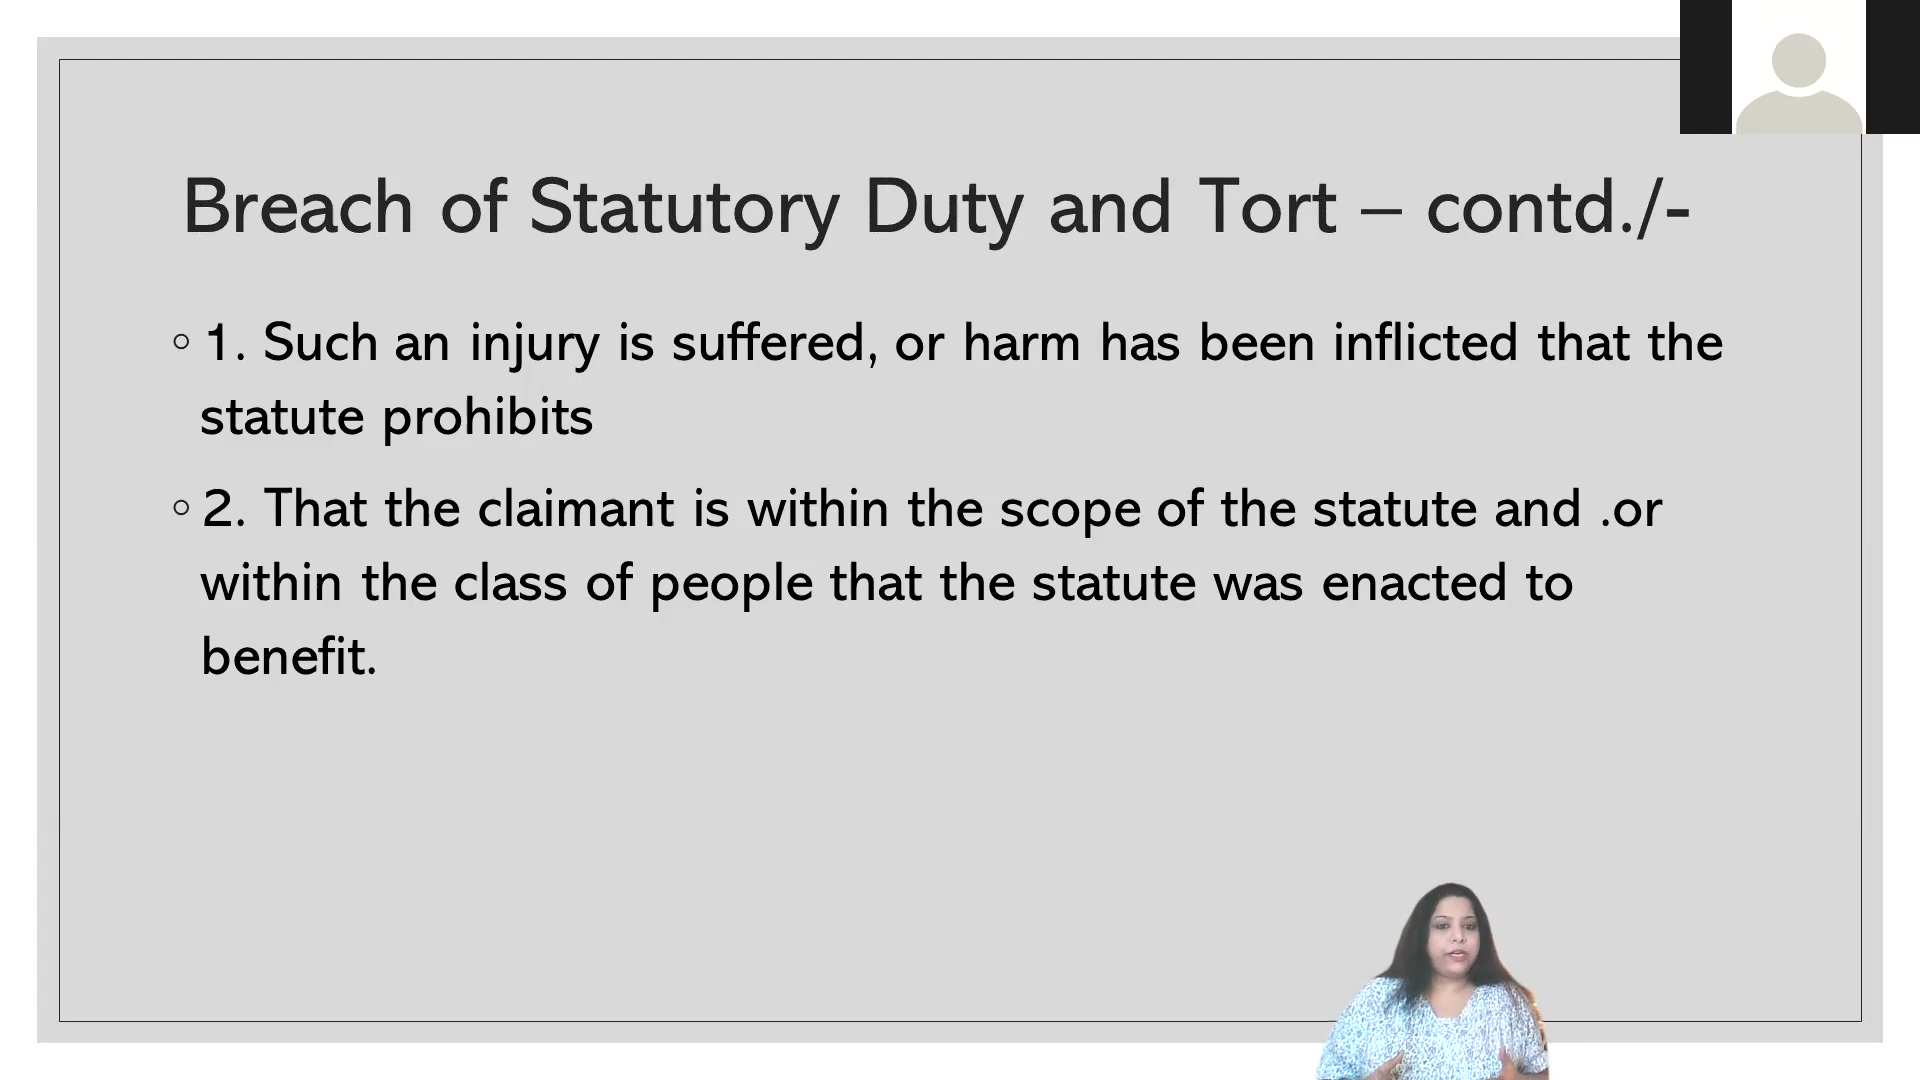 Breach of Statutory Duty and Tort – contd./-
◦ 1. Such an injury is suffered, or harm has been inflicted that the
statute prohibits
◦ 2. That the claimant is within the scope of the statute and .or
within the class of people that the statute was enacted to
benefit.